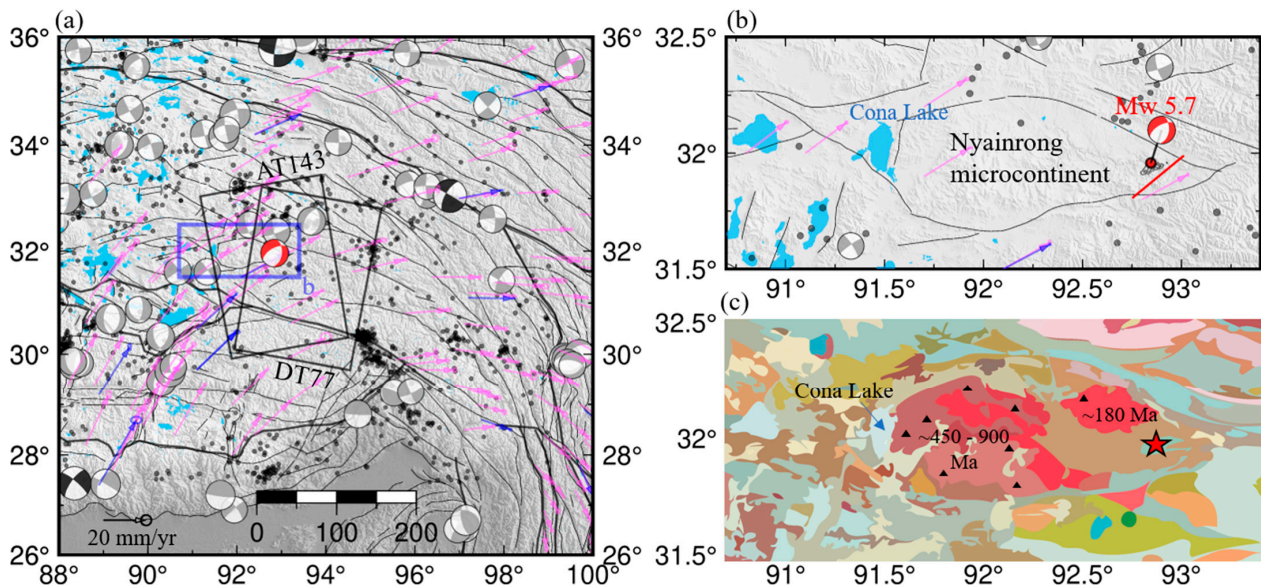 (a)
36°
34°
32°
30°
28°
26°
88°
90°
92°
94°
96°
98°
100°
36°
34°
32°
30°
28°
26°
AT143
DT77
b
0
50
100
150
200
20 mm/yr
(b)
32.5°
32°
31.5°
91°
91.5°
92°
92.5°
93°
Cona Lake
Nyainrong
microcontinent
Mw 5.7
(c)
32.5°
32°
31.5°
91°
91.5°
92°
92.5°
93°
Cona Lake
~450 - 900
Ma
~180 Ma